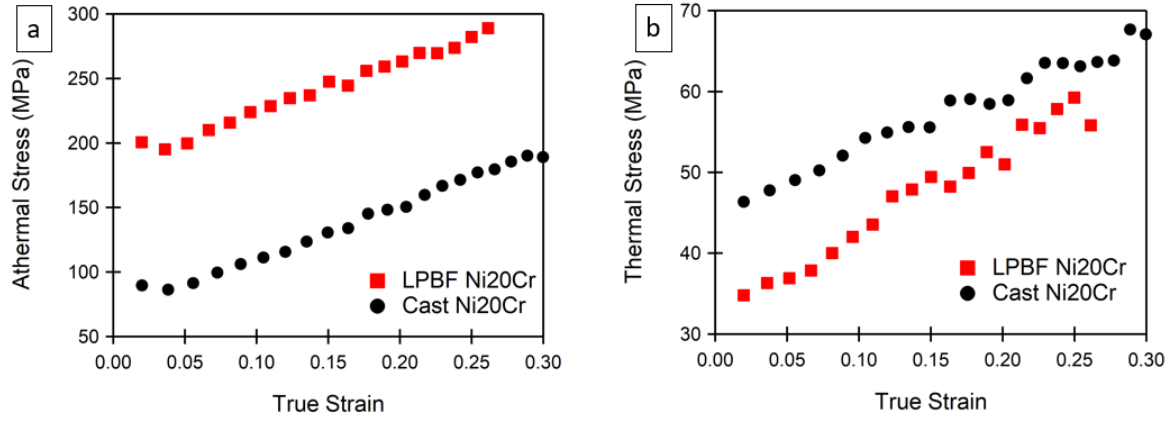 a
300
250
200
150
100
50
Athermal Stress (MPa)
LPBF Ni20Cr
Cast Ni20Cr
0.00 0.05 0.10 0.15 0.20 0.25 0.30
True Strain
b
70
60
50
40
30
Thermal Stress (MPa)
LPBF Ni20Cr
Cast Ni20Cr
0.00 0.05 0.10 0.15 0.20 0.25 0.30
True Strain